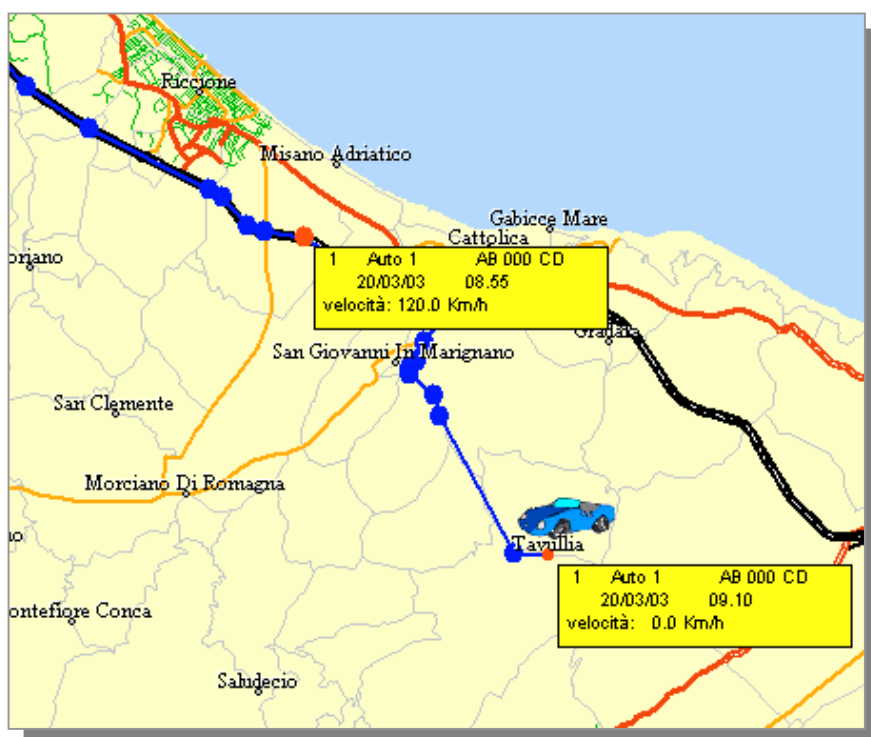 Riccione
Misano Adriatico
Gabicce Mare
Cattolica
oriano
1 Auto 1 AB 000 CD
20/03/03 08.55
velocità: 120.0 Km/h
Gradara
San Giovanni In Marignano
San Clemente
Morciano Di Romagna
no
Tavullia
1 Auto 1 AB 000 CD
20/03/03 09.10
velocità: 0.0 Km/h
ontefiore Conca
Saludecio